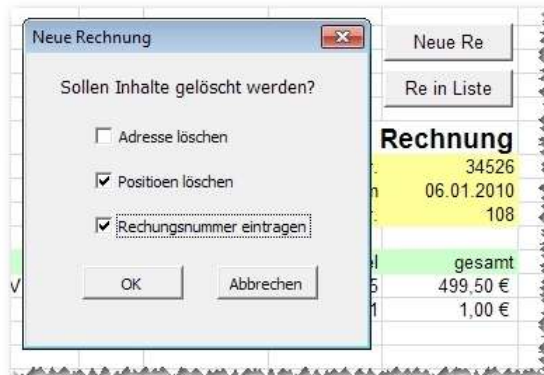 Neue Rechnung
Sollen Inhalte gelöscht werden?
Adresse löschen
Positioen löschen
Rechungsnummer eintragen
OK Abbrechen
Neue Re
Re in Liste
Rechnung
34526
06.01.2010
108
gesamt
499,50 €
1,00 €